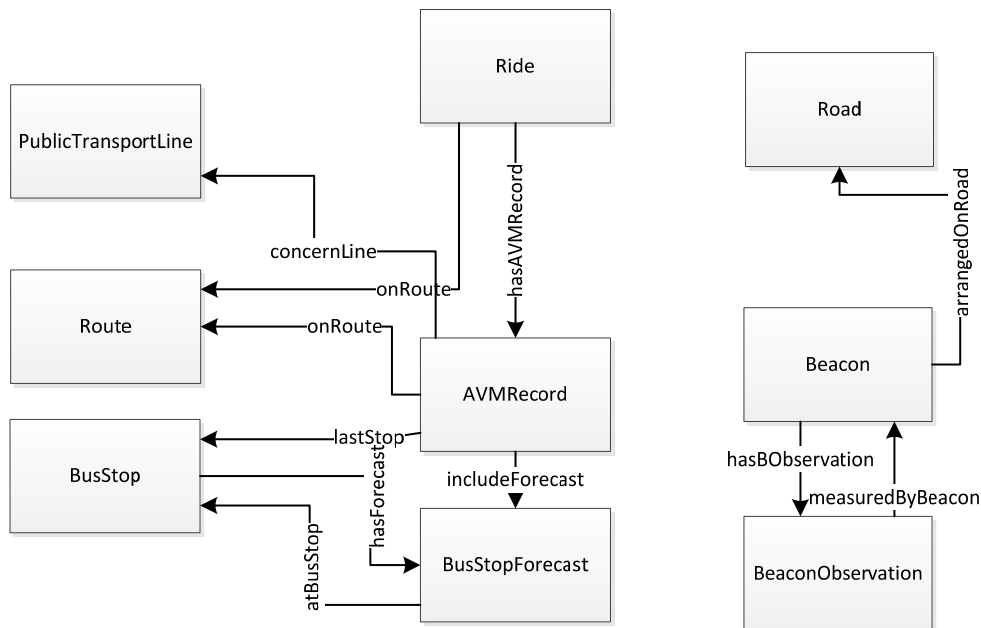 Ride
Road
PublicTransportLine
hasAVMRecord
arrangedOnRoad
concernLine
onRoute
Route
onRoute
Beacon
AVMRecord
lastStop
hasBObservation
BusStop
includeForecast
hasForecast
measuredByBeacon
atBusStop
BusStopForecast
BeaconObservation